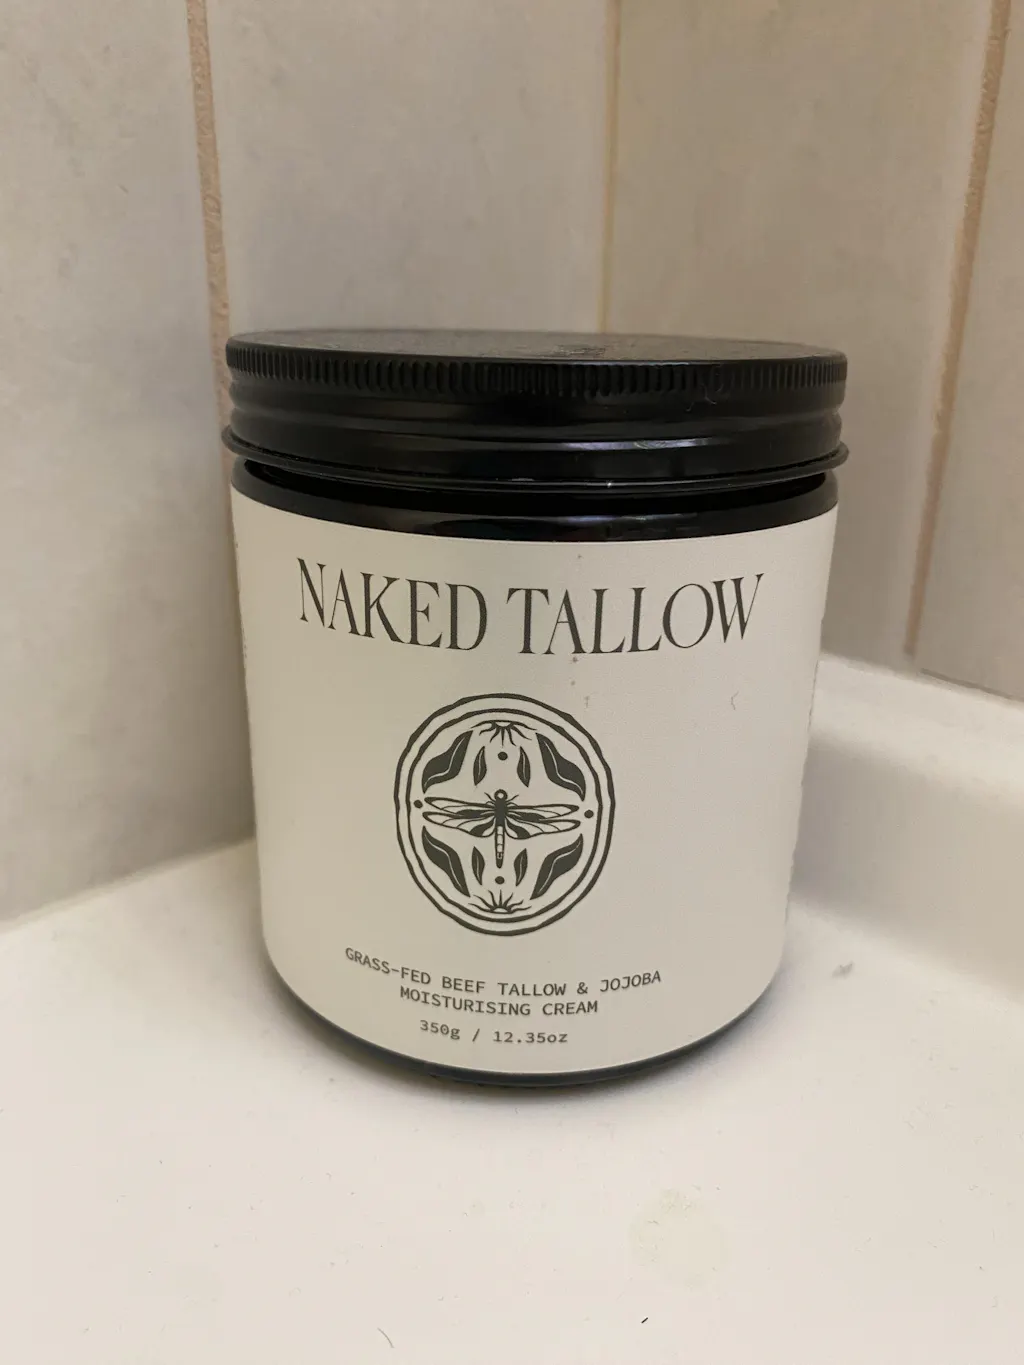 NAKED TALLOW
GRASS-FED BEEF TALLOW & JOJOBA
MOISTURISING CREAM
350g / 12.35oz